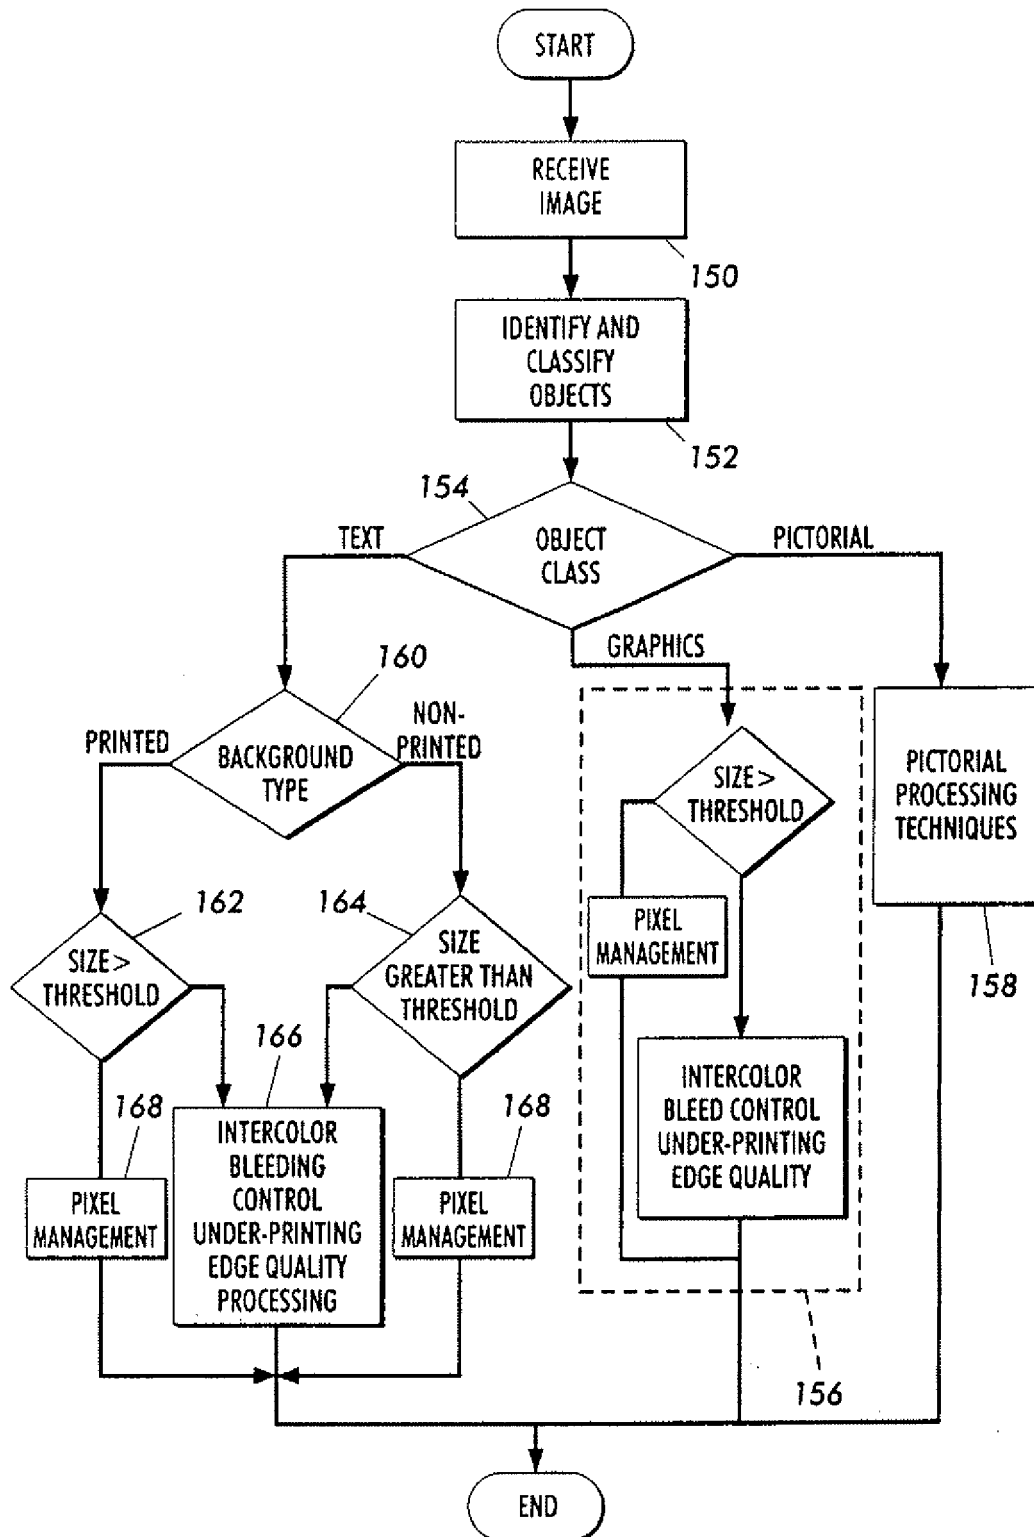 START
RECEIVE
IMAGE
150
IDENTIFY AND
CLASSIFY
OBJECTS
152
154
TEXT
OBJECT
CLASS
PICTORIAL
GRAPHICS
160
PRINTED
BACKGROUND
TYPE
NON-
PRINTED
SIZE >
THRESHOLD
PICTORIAL
PROCESSING
TECHNIQUES
158
162
SIZE >
THRESHOLD
164
SIZE
GREATER THAN
THRESHOLD
PIXEL
MANAGEMENT
166
INTERCOLOR
BLEED CONTROL
UNDER-PRINTING
EDGE QUALITY
168
PIXEL
MANAGEMENT
INTERCOLOR
BLEEDING
CONTROL
UNDER-PRINTING
EDGE QUALITY
PROCESSING
168
PIXEL
MANAGEMENT
156
END